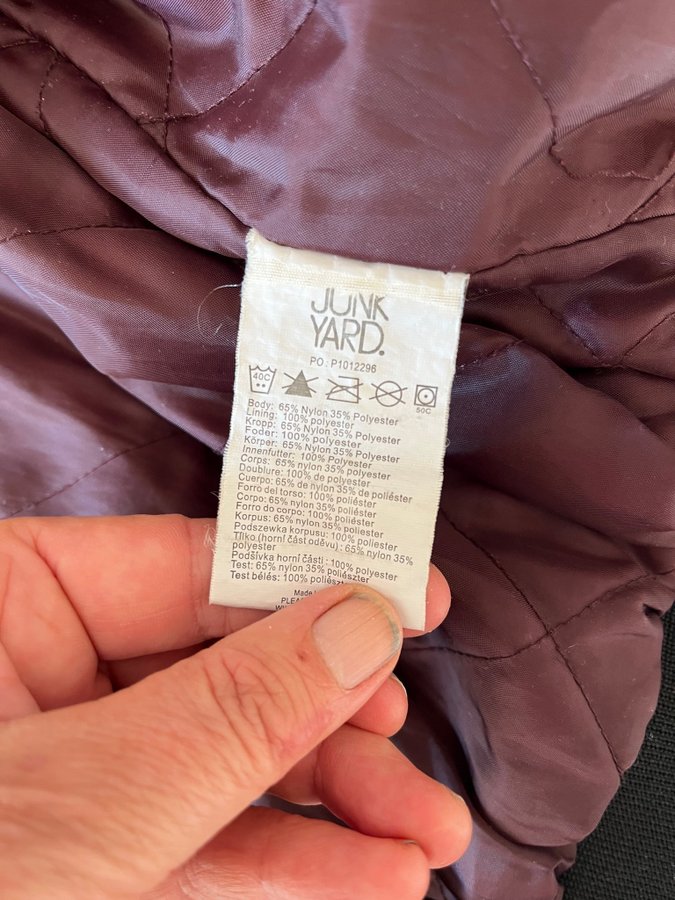 JUNK
YARD.
PO: P1012296
40C
50C
Body: 65% Nylon 35% Polyester
Lining: 100% polyester
Kropp: 65% Nylon 35% Polyester
Foder: 100% polyester
Körper: 65% Nylon 35% Polyester
Innenfutter: 100% Polyester
Corps: 65% nylon 35% polyester
Doublure: 100% de polyester
Cuerpo: 65% de nylon 35% de poliéster
Forro del torso: 100% poliéster
Corpo: 65% nylon 35% poliéster
Forro do corpo: 100% poliéster
Korpus: 65% nylon 35% poliester
Podszewka korpusu: 100% poliester
Tílko (horní část oděvu): 65% nylon 35%
polyester
Podšívka horní části: 100% polyester
Test: 65% nylon 35% poliészter
Test bélés: 100% poliészter
Made